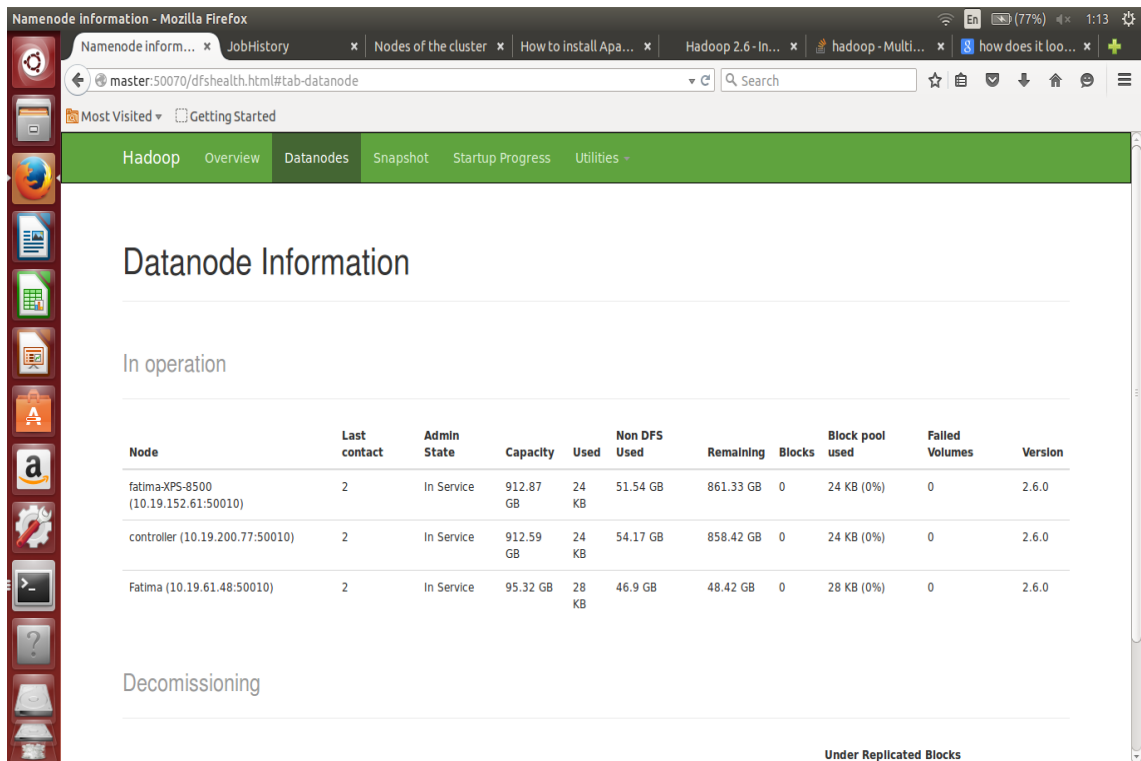 Namenode information - Mozilla Firefox
En (77%) 1:13
Namenode inform... × JobHistory × Nodes of the cluster × How to install Apa... × Hadoop 2.6 - In... × hadoop - Multi... × 8 how does it loo... ×
master:50070/dfshealth.html#tab-datanode Search
Most Visited Getting Started
Hadoop Overview Datanodes Snapshot Startup Progress Utilities
Datanode Information
In operation
Node Last contact Admin State Capacity Used Non DFS Used Remaining Blocks Block pool used Failed Volumes Version
fatima-XPS-8500 (10.19.152.61:50010) 2 In Service 912.87 GB 24 KB 51.54 GB 861.33 GB 0 24 KB (0%) 0 2.6.0
controller (10.19.200.77:50010) 2 In Service 912.59 GB 24 KB 54.17 GB 858.42 GB 0 24 KB (0%) 0 2.6.0
Fatima (10.19.61.48:50010) 2 In Service 95.32 GB 28 KB 46.9 GB 48.42 GB 0 28 KB (0%) 0 2.6.0
Decomissioning
Under Replicated Blocks